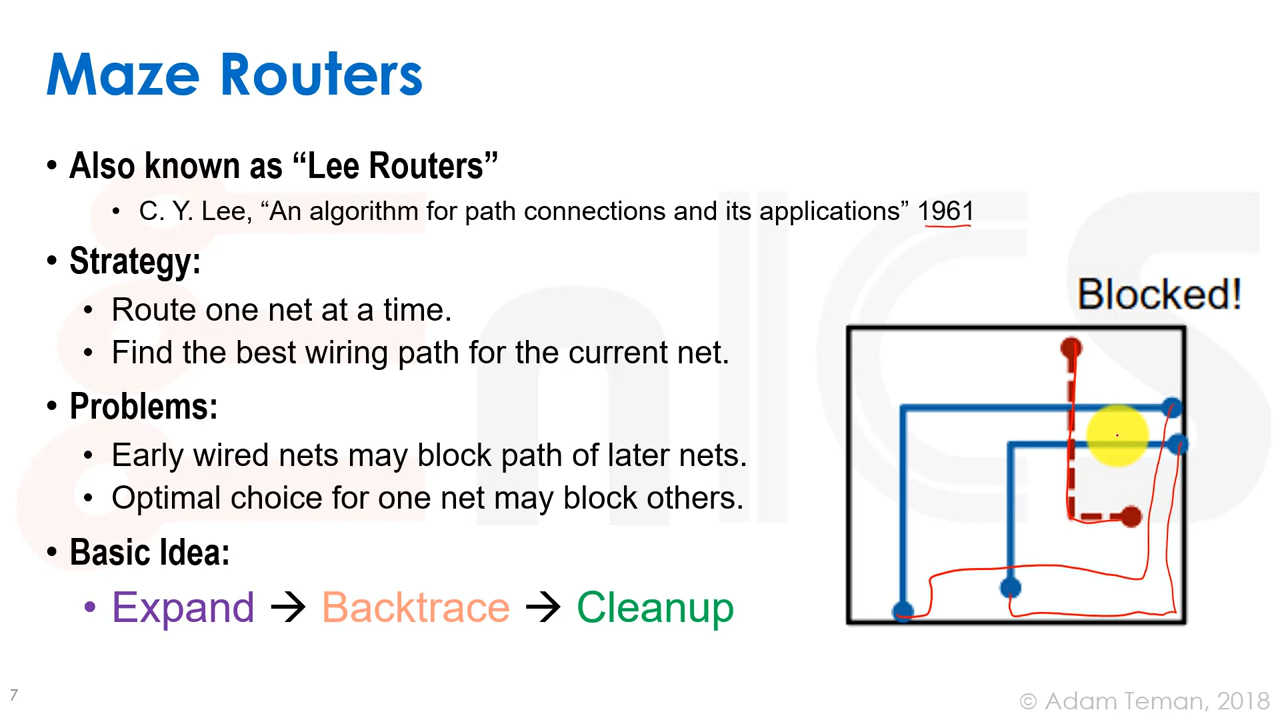 Maze Routers
• Also known as “Lee Routers”
• C. Y. Lee, “An algorithm for path connections and its applications” 1961
• Strategy:
• Route one net at a time.
• Find the best wiring path for the current net.
• Problems:
• Early wired nets may block path of later nets.
• Optimal choice for one net may block others.
• Basic Idea:
• Expand → Backtrace → Cleanup
Blocked!
7
© Adam Teman, 2018
nICS